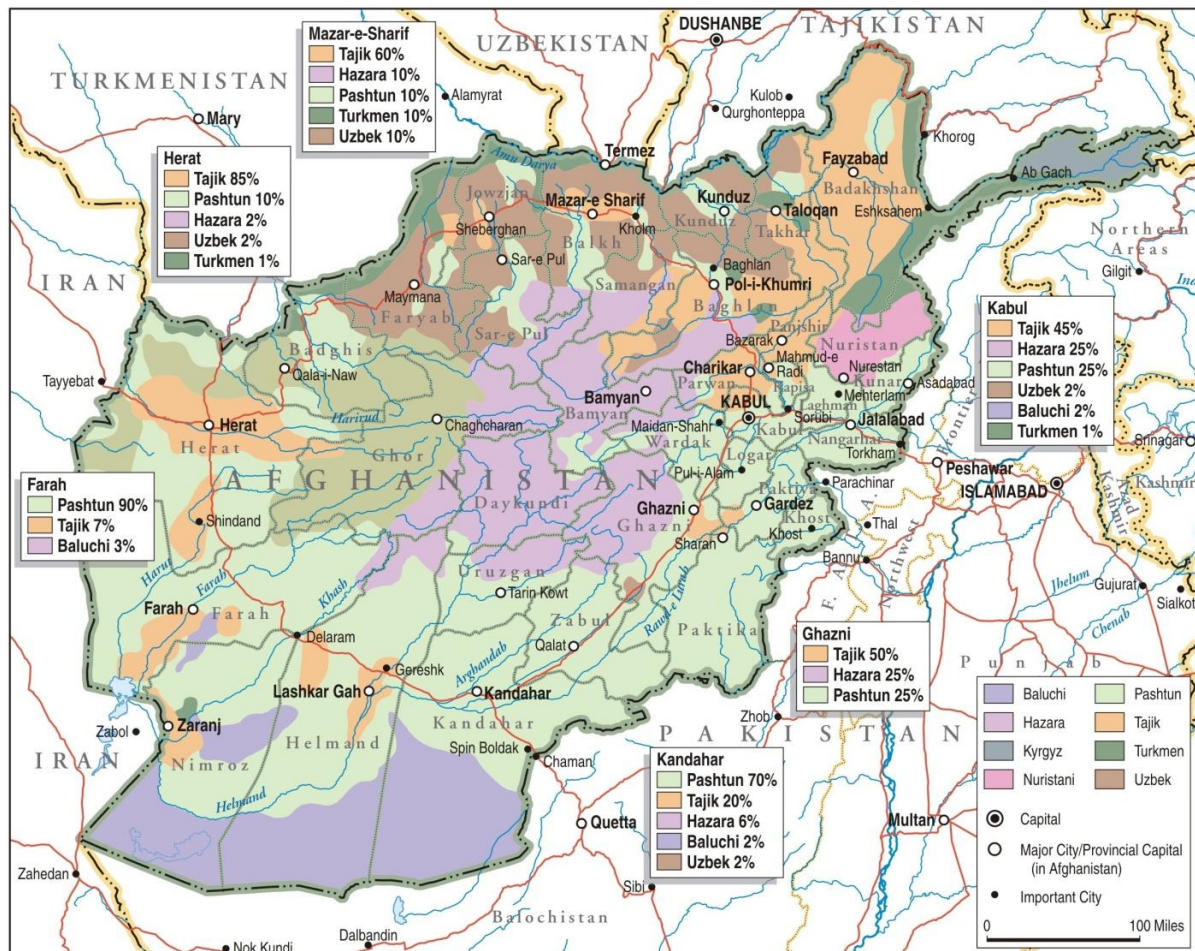 DUSHANBE
TAJIKISTAN
UZBEKISTAN
TURKMENISTAN
Mazar-e-Sharif
Tajik 60%
Hazara 10%
Pashtun 10%
Turkmen 10%
Uzbek 10%
Alamyrat
Kulob
Qurghonteppa
Mary
Khorog
Termez
Amu Darya
Herat
Tajik 85%
Pashtun 10%
Hazara 2%
Uzbek 2%
Turkmen 1%
Fayzabad
Badakhshan
Ab Gach
Eshksahem
Jowzjan
Mazar-e Sharif
Kunduz
Kunduz
Taloqan
Takhar
Sheberghan
Kholm
Balkh
Northern
Areas
Gilgit
Sar-e Pul
Baghlan
Samangan
Pol-i-Khumri
Baghlan
IRAN
Maymana
Faryab
Sar-e Pul
Panjshir
Bazarak
Nuristan
Kabul
Tajik 45%
Hazara 25%
Pashtun 25%
Uzbek 2%
Baluchi 2%
Turkmen 1%
Badghis
Qala-i-Naw
Tayyebat
Mahmud-e
Radi
Charikar
Parwan
Kapisa
Nurestan
Kunar
Asadabad
Mehterlam
Laghman
Bamyan
Bamyan
KABUL
Kabul
Sorubi
Jalalabad
Nangarhar
Torkham
Harirud
Herat
Herat
Chaghcharan
Ghor
Maidan-Shahr
Wardak
Logar
Pul-i-Alam
Frontier
Peshawar
ISLAMABAD
Srinagar
Kashmir
Azad
Kashmir
AFGHANISTAN
Farah
Pashtun 90%
Tajik 7%
Baluchi 3%
Daykundi
Ghazni
Ghazni
Paktiya
Gardez
Khost
Khost
Parachinar
Thal
Bannu
F.A.T.A.
Northwest
Shindand
Sharan
Harut
Farah
Khash
Uruzgan
Tarin Kowt
Jhelum
Gujurat
Sialkot
Chenab
Farah
Farah
Delaram
Zabul
Qalat
Rawd-e Lurah
Paktika
Arghandab
Gereshk
Lashkar Gah
Kandahar
Kandahar
Ghazni
Tajik 50%
Hazara 25%
Pashtun 25%
Punjab
Zabol
Zaranj
Helmand
Nimroz
Helmand
IRAN
Spin Boldak
Chaman
Zhob
PAKISTAN
Kandahar
Pashtun 70%
Tajik 20%
Hazara 6%
Baluchi 2%
Uzbek 2%
Quetta
Multan
Sibi
Zahedan
Nok Kundi
Dalbandin
Balochistan
Baluchi
Pashtun
Hazara
Tajik
Kyrgyz
Turkmen
Nuristani
Uzbek
Capital
Major City/Provincial Capital
(in Afghanistan)
Important City
0 100 Miles